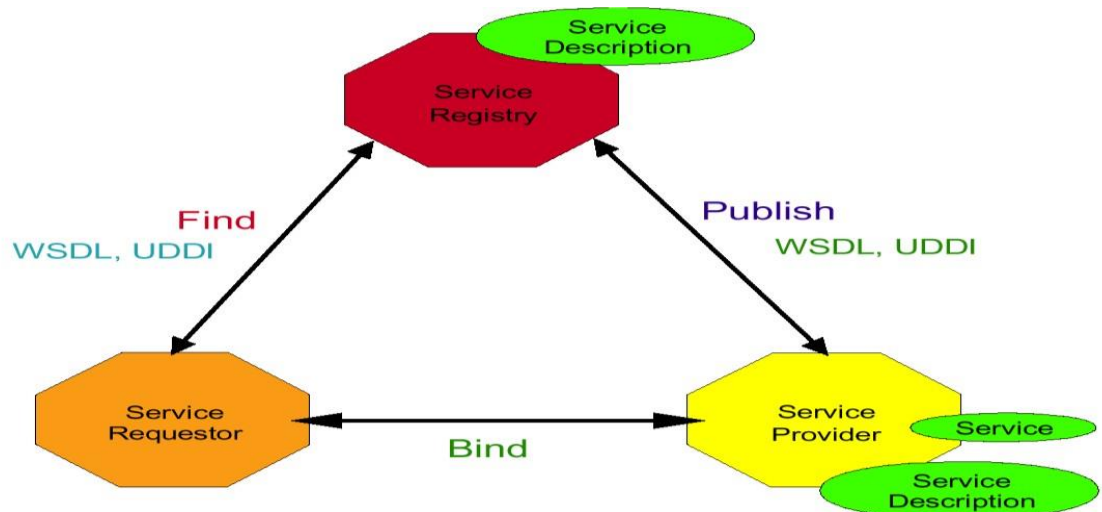 Service
Description
Service
Registry
Find
WSDL, UDDI
Publish
WSDL, UDDI
Service
Requestor
Bind
Service
Provider
Service
Service
Description